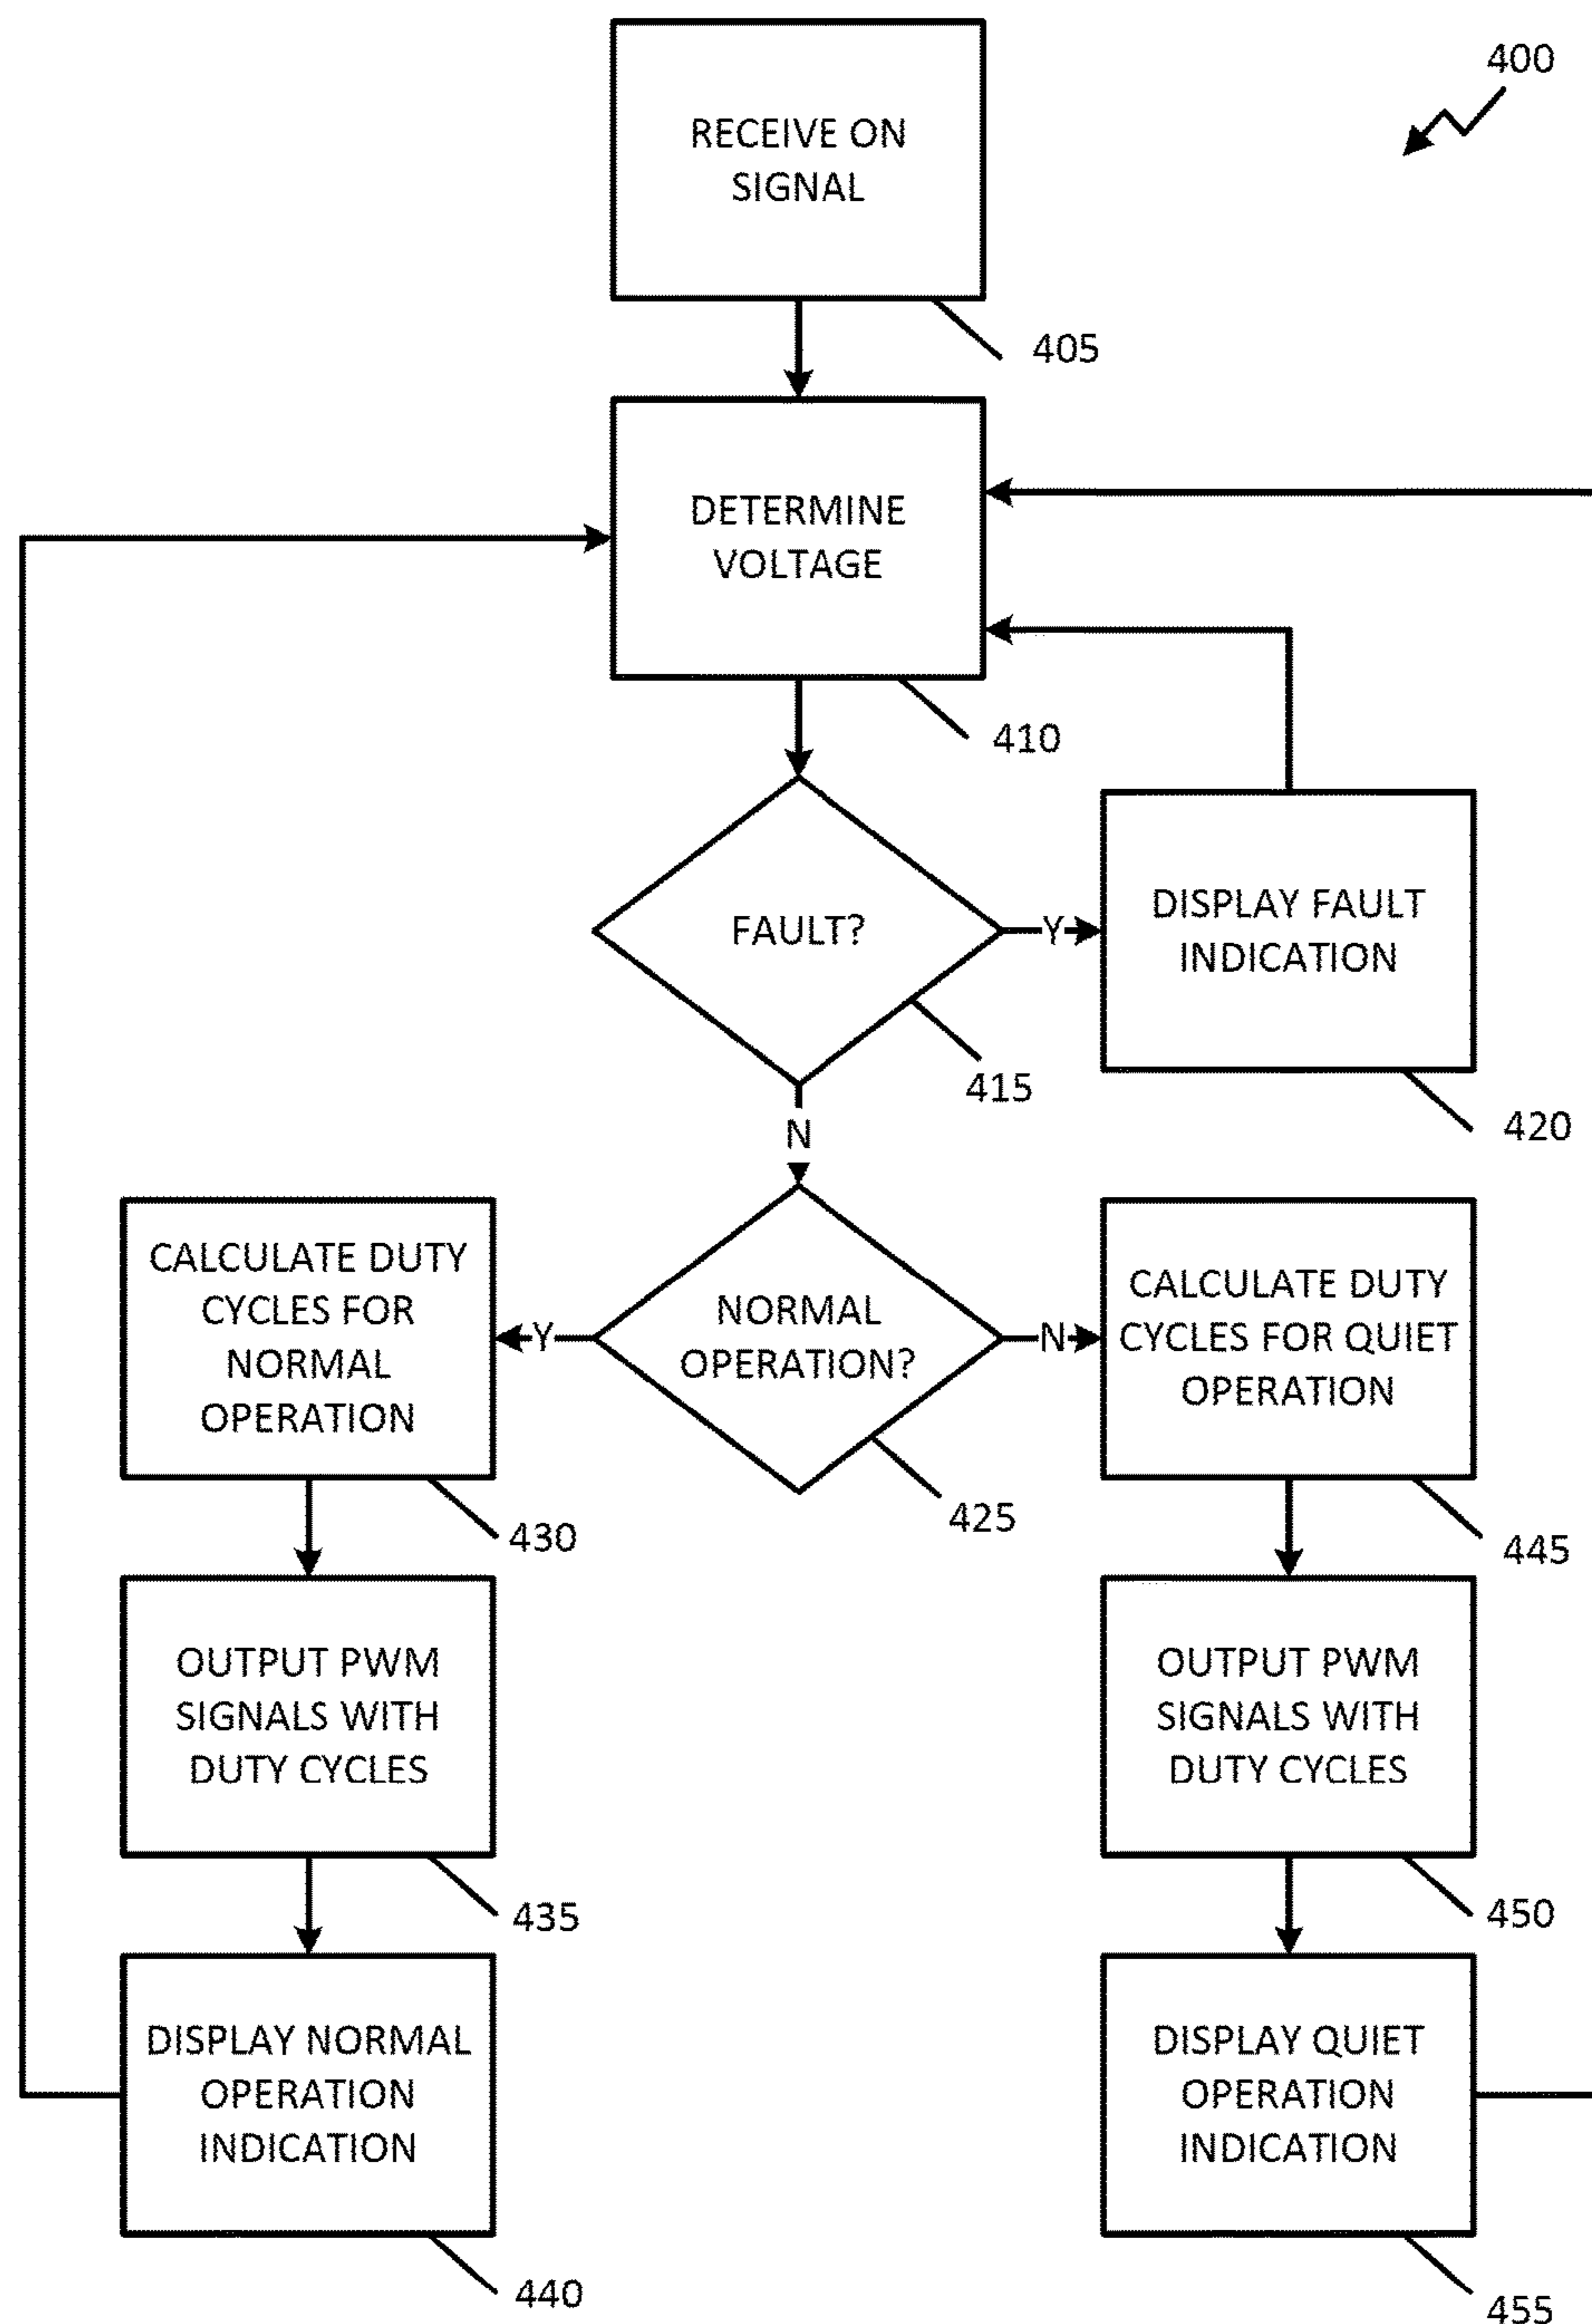 400
RECEIVE ON
SIGNAL
405
DETERMINE
VOLTAGE
410
FAULT?
Y
DISPLAY FAULT
INDICATION
415
420
N
CALCULATE DUTY
CYCLES FOR
NORMAL
OPERATION
Y
NORMAL
OPERATION?
N
CALCULATE DUTY
CYCLES FOR QUIET
OPERATION
430
425
445
OUTPUT PWM
SIGNALS WITH
DUTY CYCLES
435
OUTPUT PWM
SIGNALS WITH
DUTY CYCLES
450
DISPLAY NORMAL
OPERATION
INDICATION
440
DISPLAY QUIET
OPERATION
INDICATION
455